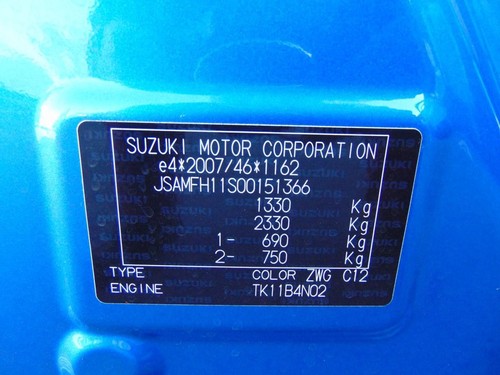 SUZUKI MOTOR CORPORATION
e4*2007/46*1162
JSAMFH11S00151366
1330 Kg
2330 Kg
1- 690 Kg
2- 750 Kg
TYPE COLOR ZWG C12
ENGINE TK11B4N02